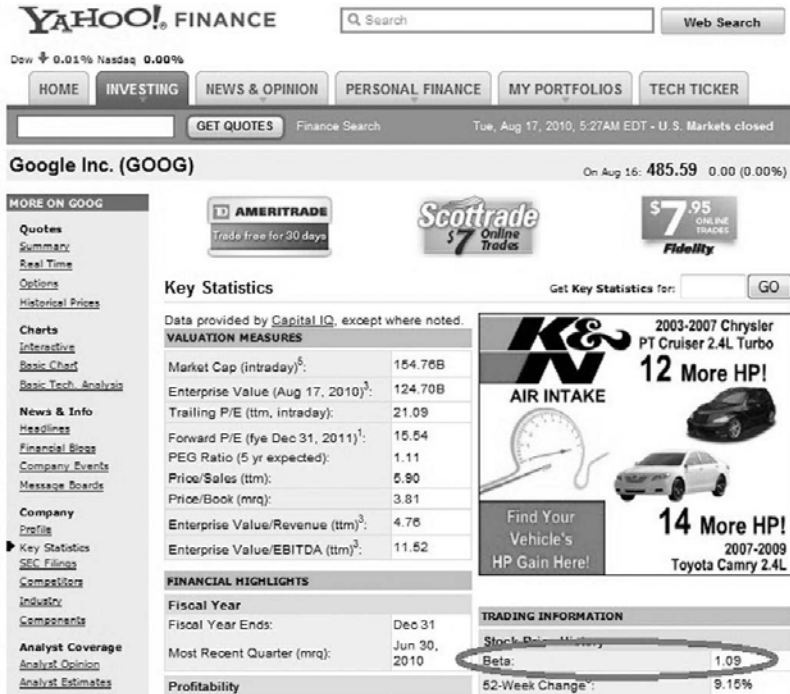 YAHOO! FINANCE
Search
Web Search
Dow 0.01% Nasdaq 0.00%
HOME INVESTING NEWS & OPINION PERSONAL FINANCE MY PORTFOLIOS TECH TICKER
GET QUOTES Finance Search Tue, Aug 17, 2010, 5:27AM EDT - U.S. Markets closed
Google Inc. (GOOG) On Aug 16: 485.59 0.00 (0.00%)
MORE ON GOOG
Quotes
Summary
Real Time
Options
Historical Prices
Charts
Interactive
Basic Chart
Basic Tech. Analysis
News & Info
Headlines
Financial Blogs
Company Events
Message Boards
Company
Profile
Key Statistics
SEC Filings
Competitors
Industry
Components
Analyst Coverage
Analyst Opinion
Analyst Estimates
TD AMERITRADE
Trade free for 30 days
Scottrade
$7 Online
Trades
$7.95
ONLINE
TRADES
Fidelity
Key Statistics
Get Key Statistics for: GO
Data provided by Capital IQ, except where noted.
VALUATION MEASURES
Market Cap (intraday)⁵: 154.76B
Enterprise Value (Aug 17, 2010)³: 124.70B
Trailing P/E (ttm, intraday): 21.09
Forward P/E (fye Dec 31, 2011)¹: 15.54
PEG Ratio (5 yr expected): 1.11
Price/Sales (ttm): 5.90
Price/Book (mrq): 3.81
Enterprise Value/Revenue (ttm)³: 4.76
Enterprise Value/EBITDA (ttm)³: 11.52
FINANCIAL HIGHLIGHTS
Fiscal Year
Fiscal Year Ends: Dec 31
Most Recent Quarter (mrq): Jun 30,
2010
Profitability
K&N
AIR INTAKE
2003-2007 Chrysler
PT Cruiser 2.4L Turbo
12 More HP!
Find Your
Vehicle's
HP Gain Here!
14 More HP!
2007-2009
Toyota Camry 2.4L
TRADING INFORMATION
Stock Price History
Beta: 1.09
52-Week Change: 9.15%